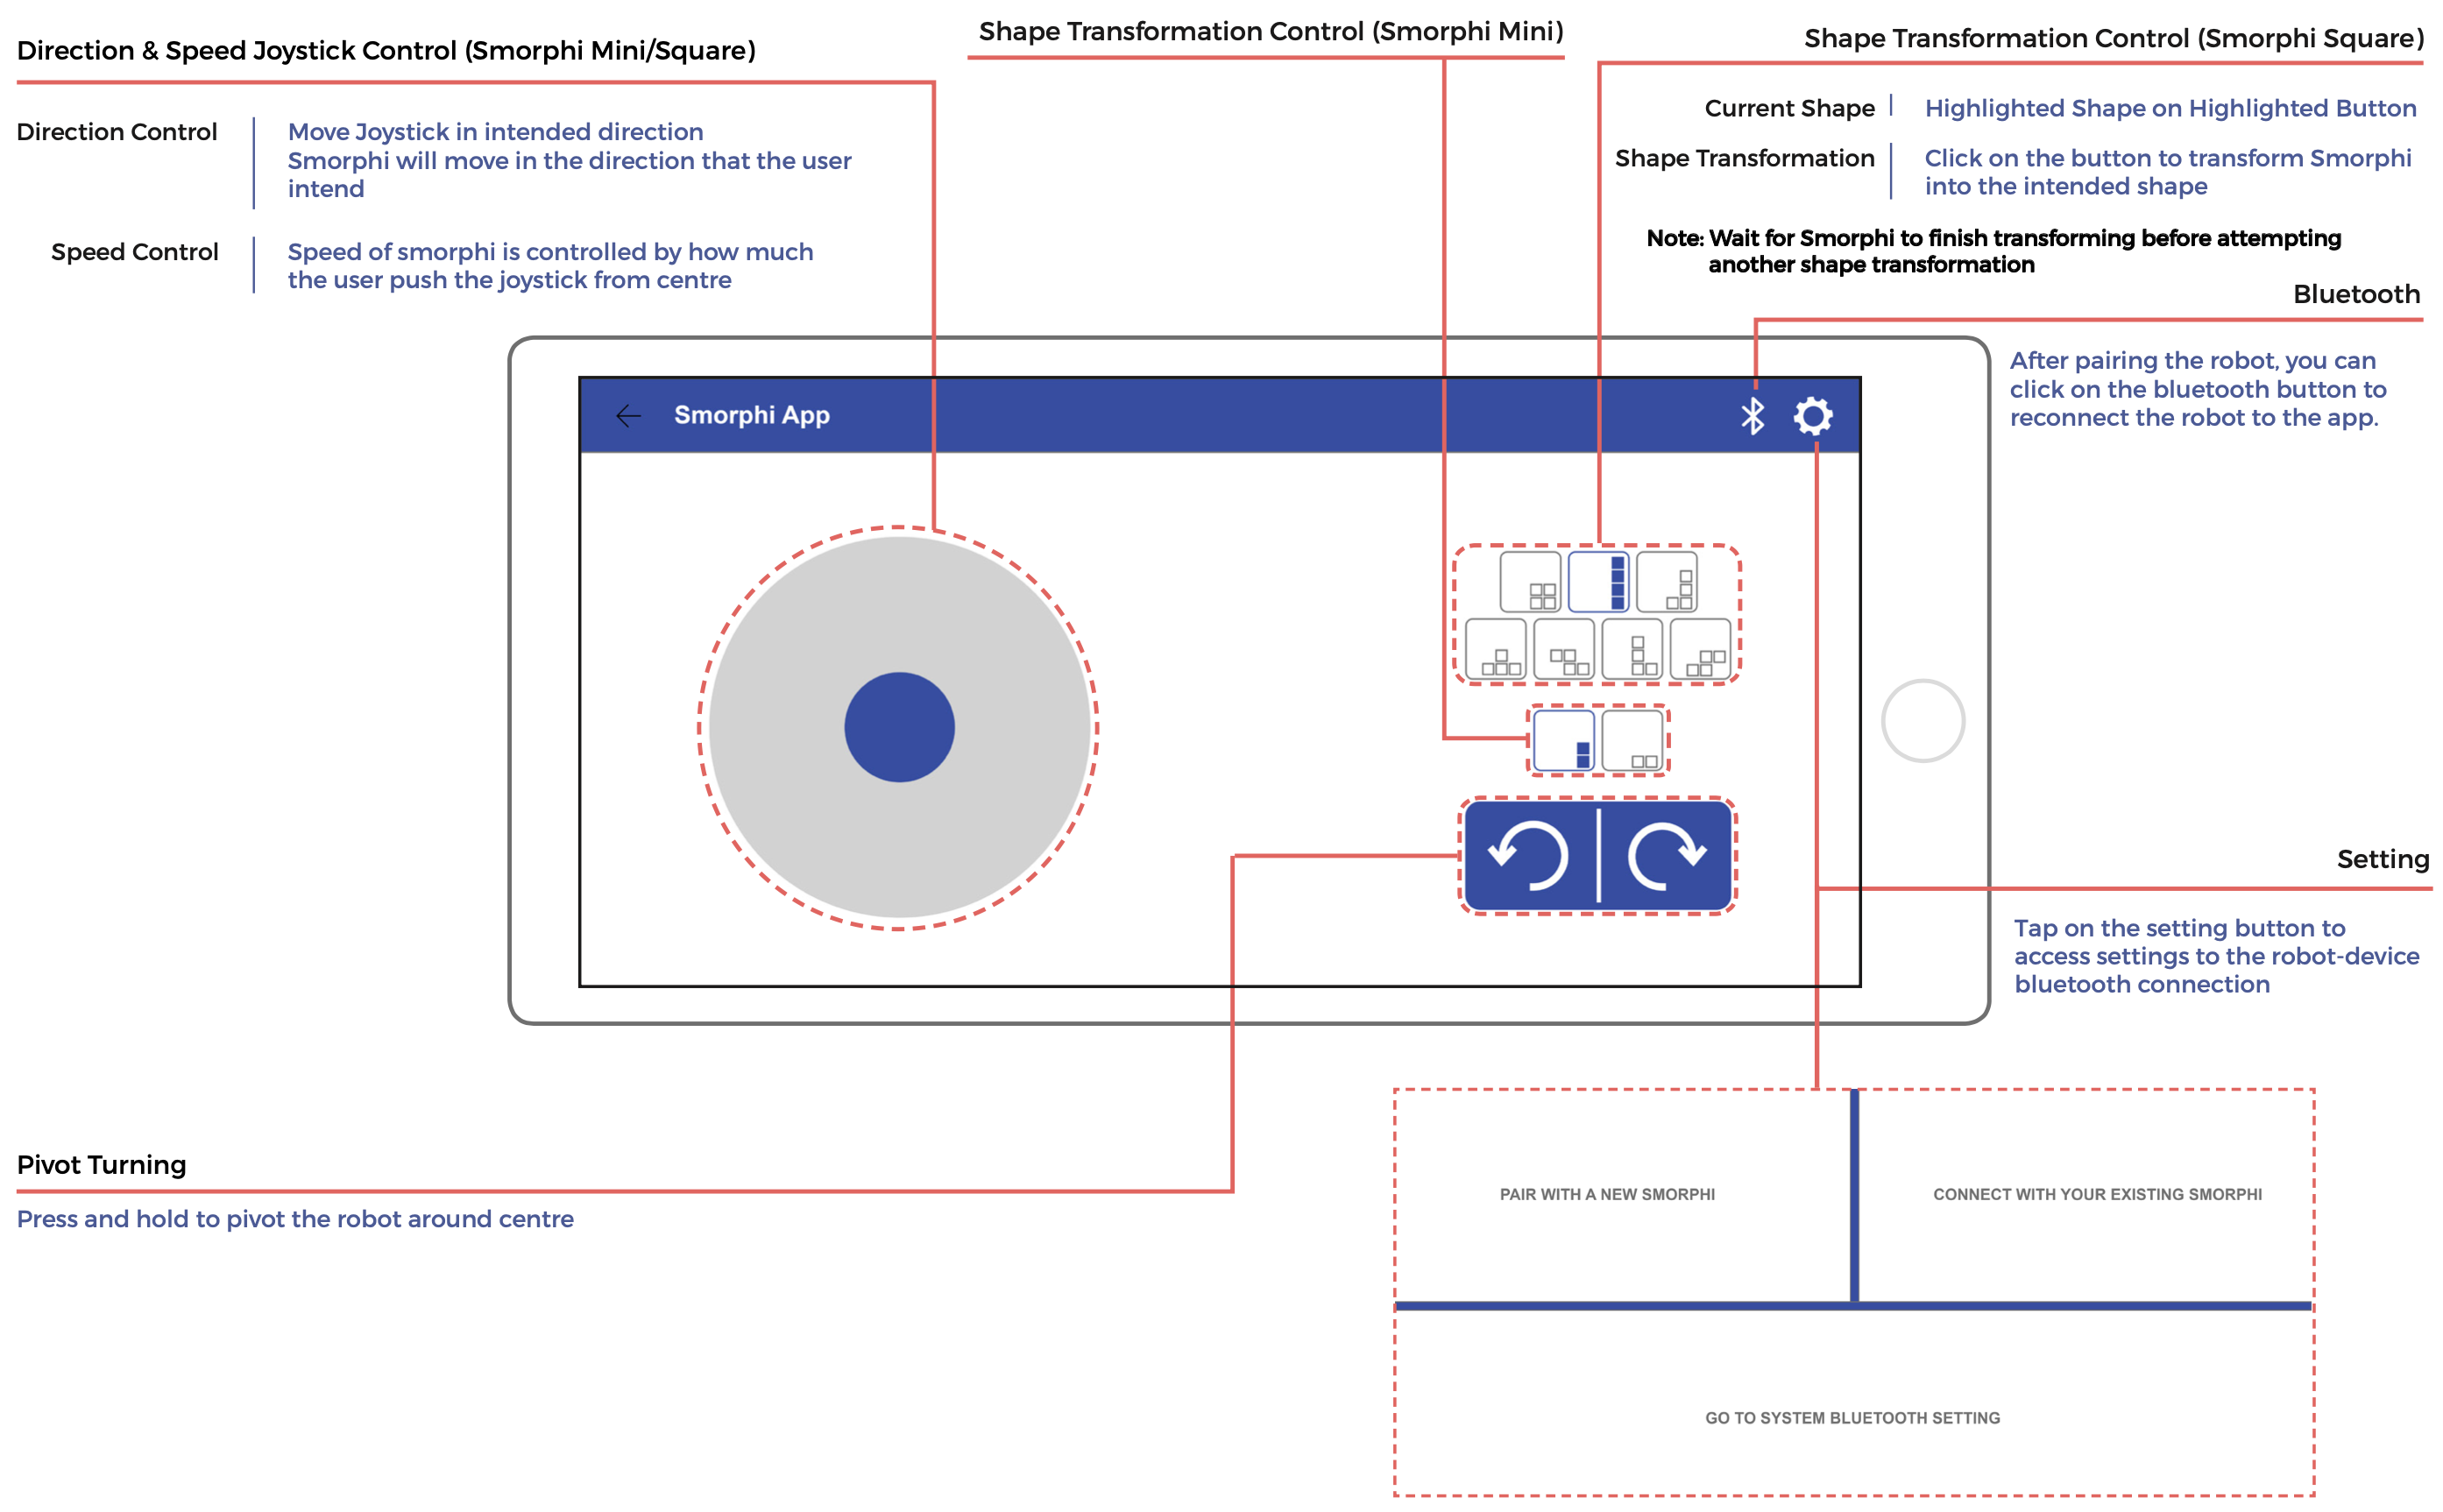 Direction & Speed Joystick Control (Smorphi Mini/Square)
Direction Control
Move Joystick in intended direction
Smorphi will move in the direction that the user
intend
Speed Control
Speed of smorphi is controlled by how much
the user push the joystick from centre
Shape Transformation Control (Smorphi Mini)
Shape Transformation Control (Smorphi Square)
Current Shape
Highlighted Shape on Highlighted Button
Shape Transformation
Click on the button to transform Smorphi
into the intended shape
Note: Wait for Smorphi to finish transforming before attempting
another shape transformation
Bluetooth
After pairing the robot, you can
click on the bluetooth button to
reconnect the robot to the app.
Smorphi App
Setting
Tap on the setting button to
access settings to the robot-device
bluetooth connection
Pivot Turning
Press and hold to pivot the robot around centre
PAIR WITH A NEW SMORPHI
CONNECT WITH YOUR EXISTING SMORPHI
GO TO SYSTEM BLUETOOTH SETTING